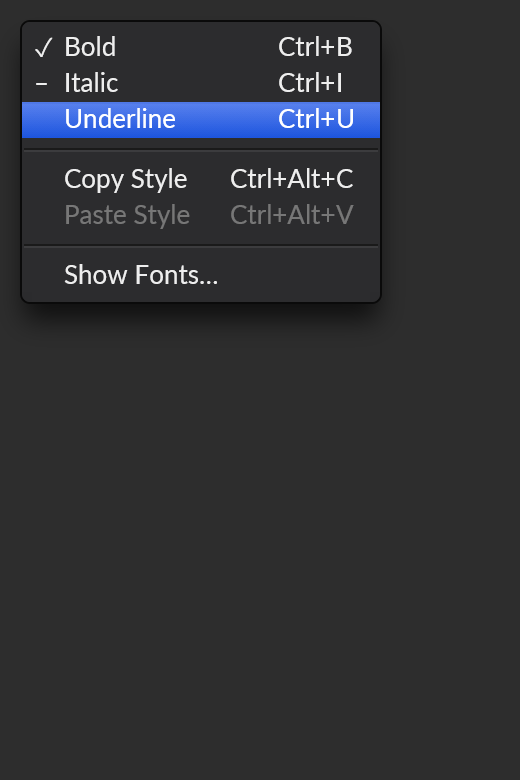 ✓ Bold Ctrl+B
– Italic Ctrl+I
Underline Ctrl+U
Copy Style Ctrl+Alt+C
Paste Style Ctrl+Alt+V
Show Fonts...